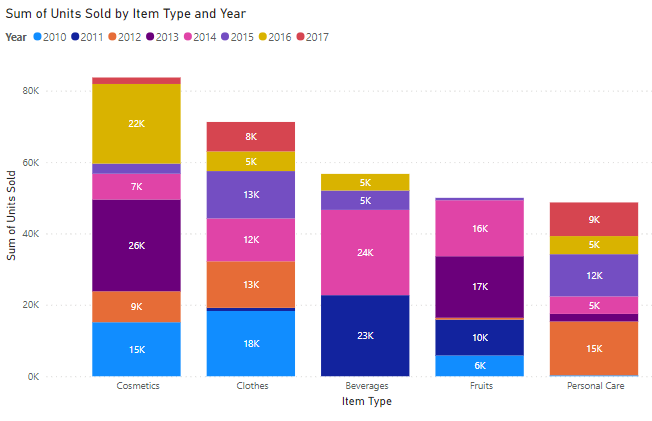 Sum of Units Sold by Item Type and Year
Year 2010 2011 2012 2013 2014 2015 2016 2017
Sum of Units Sold
80K
60K
40K
20K
0K
22K
7K
26K
9K
15K
8K
5K
13K
12K
13K
18K
5K
5K
24K
23K
16K
17K
10K
6K
9K
5K
12K
5K
15K
Cosmetics Clothes Beverages Fruits Personal Care
Item Type